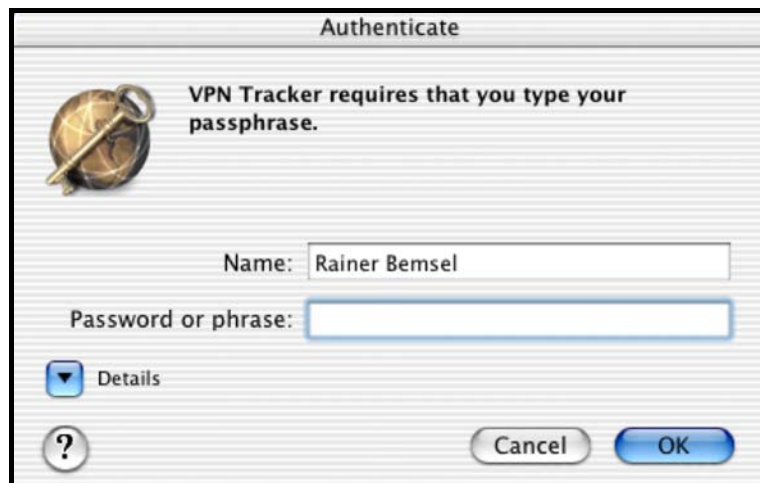 Authenticate
VPN Tracker requires that you type your
passphrase.
Name: Rainer Bemsel
Password or phrase:
Details
?
Cancel
OK